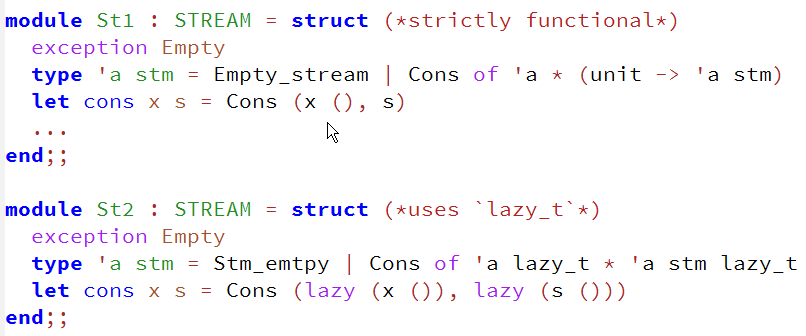 module St1 : STREAM = struct (*strictly functional*)
exception Empty
type 'a stm = Empty_stream | Cons of 'a * (unit -> 'a stm)
let cons x s = Cons (x (), s)
...
end;;
module St2 : STREAM = struct (*uses `lazy_t`*)
exception Empty
type 'a stm = Stm_emtpy | Cons of 'a lazy_t * 'a stm lazy_t
let cons x s = Cons (lazy (x ()), lazy (s ()))
end;;